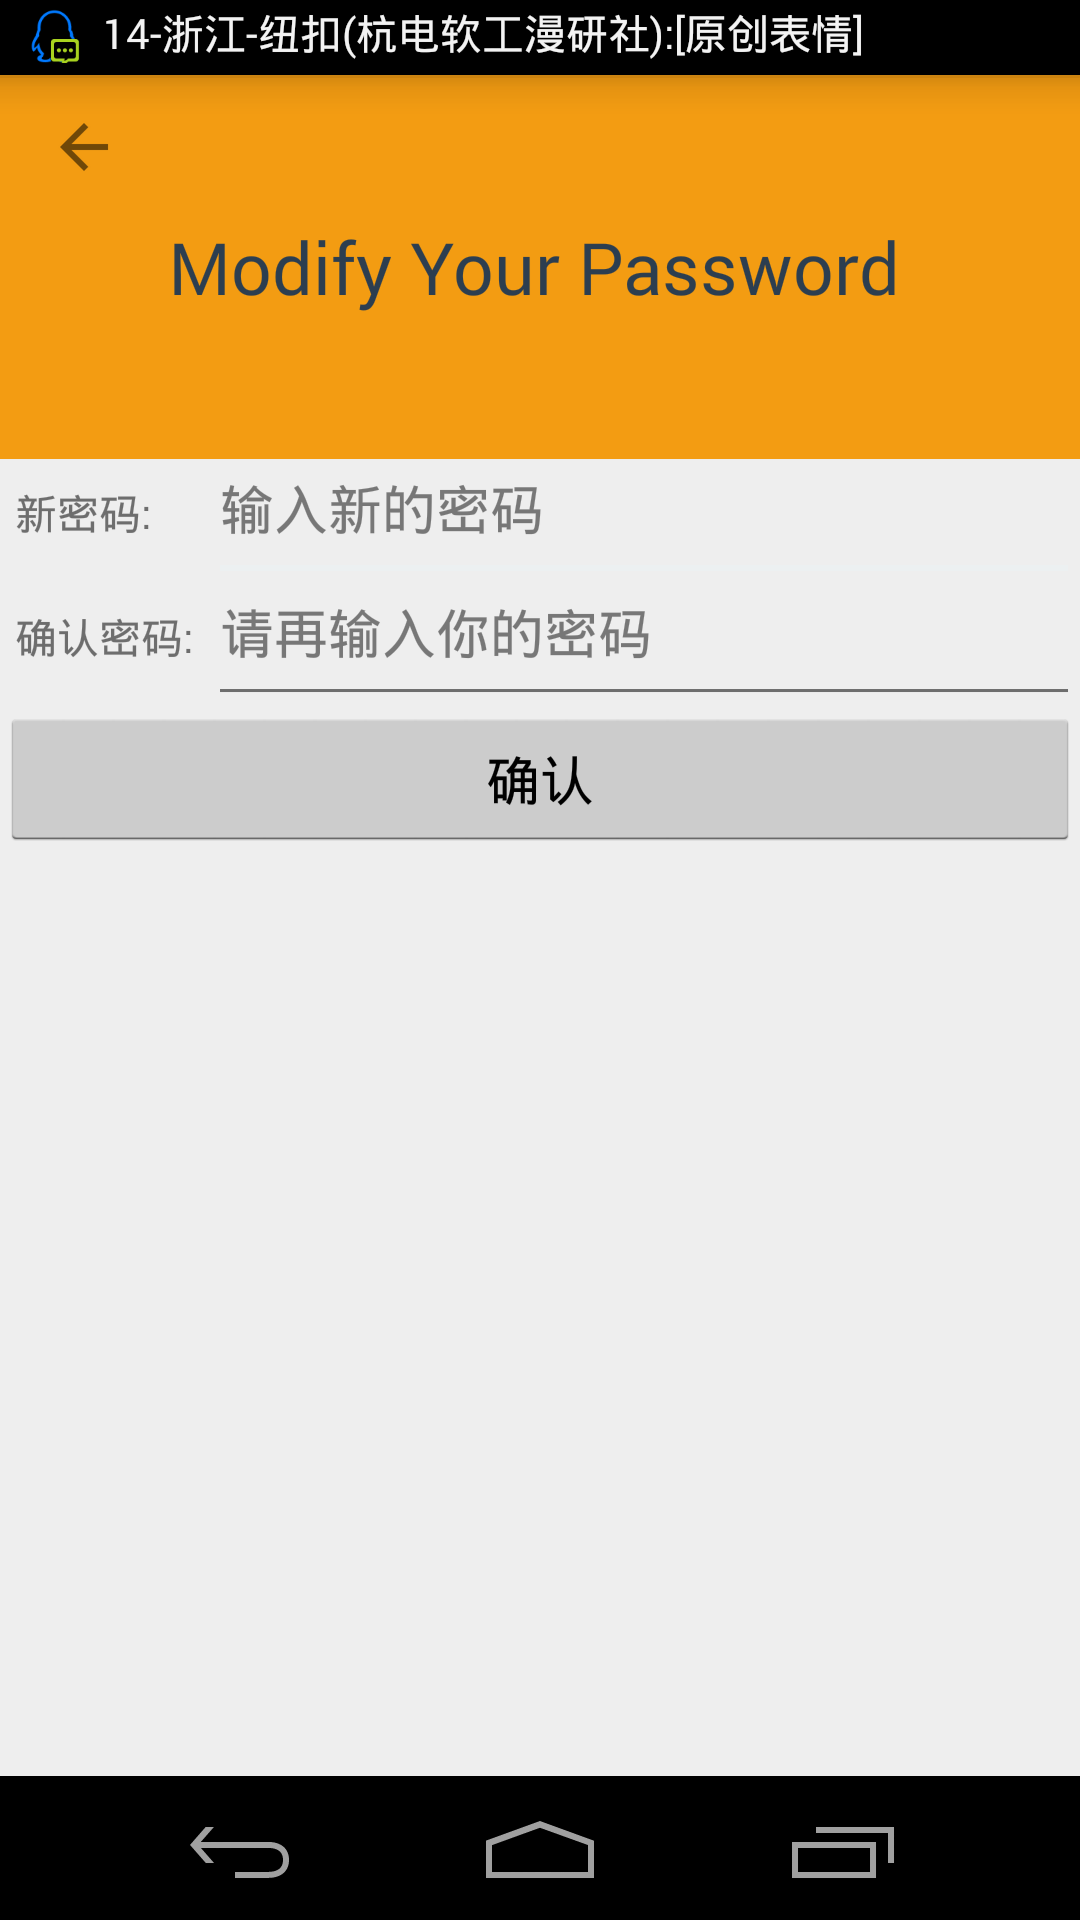 14-浙江-纽扣(杭电软工漫研社):[原创表情]
Modify Your Password
新密码: 输入新的密码
确认密码: 请再输入你的密码
确认